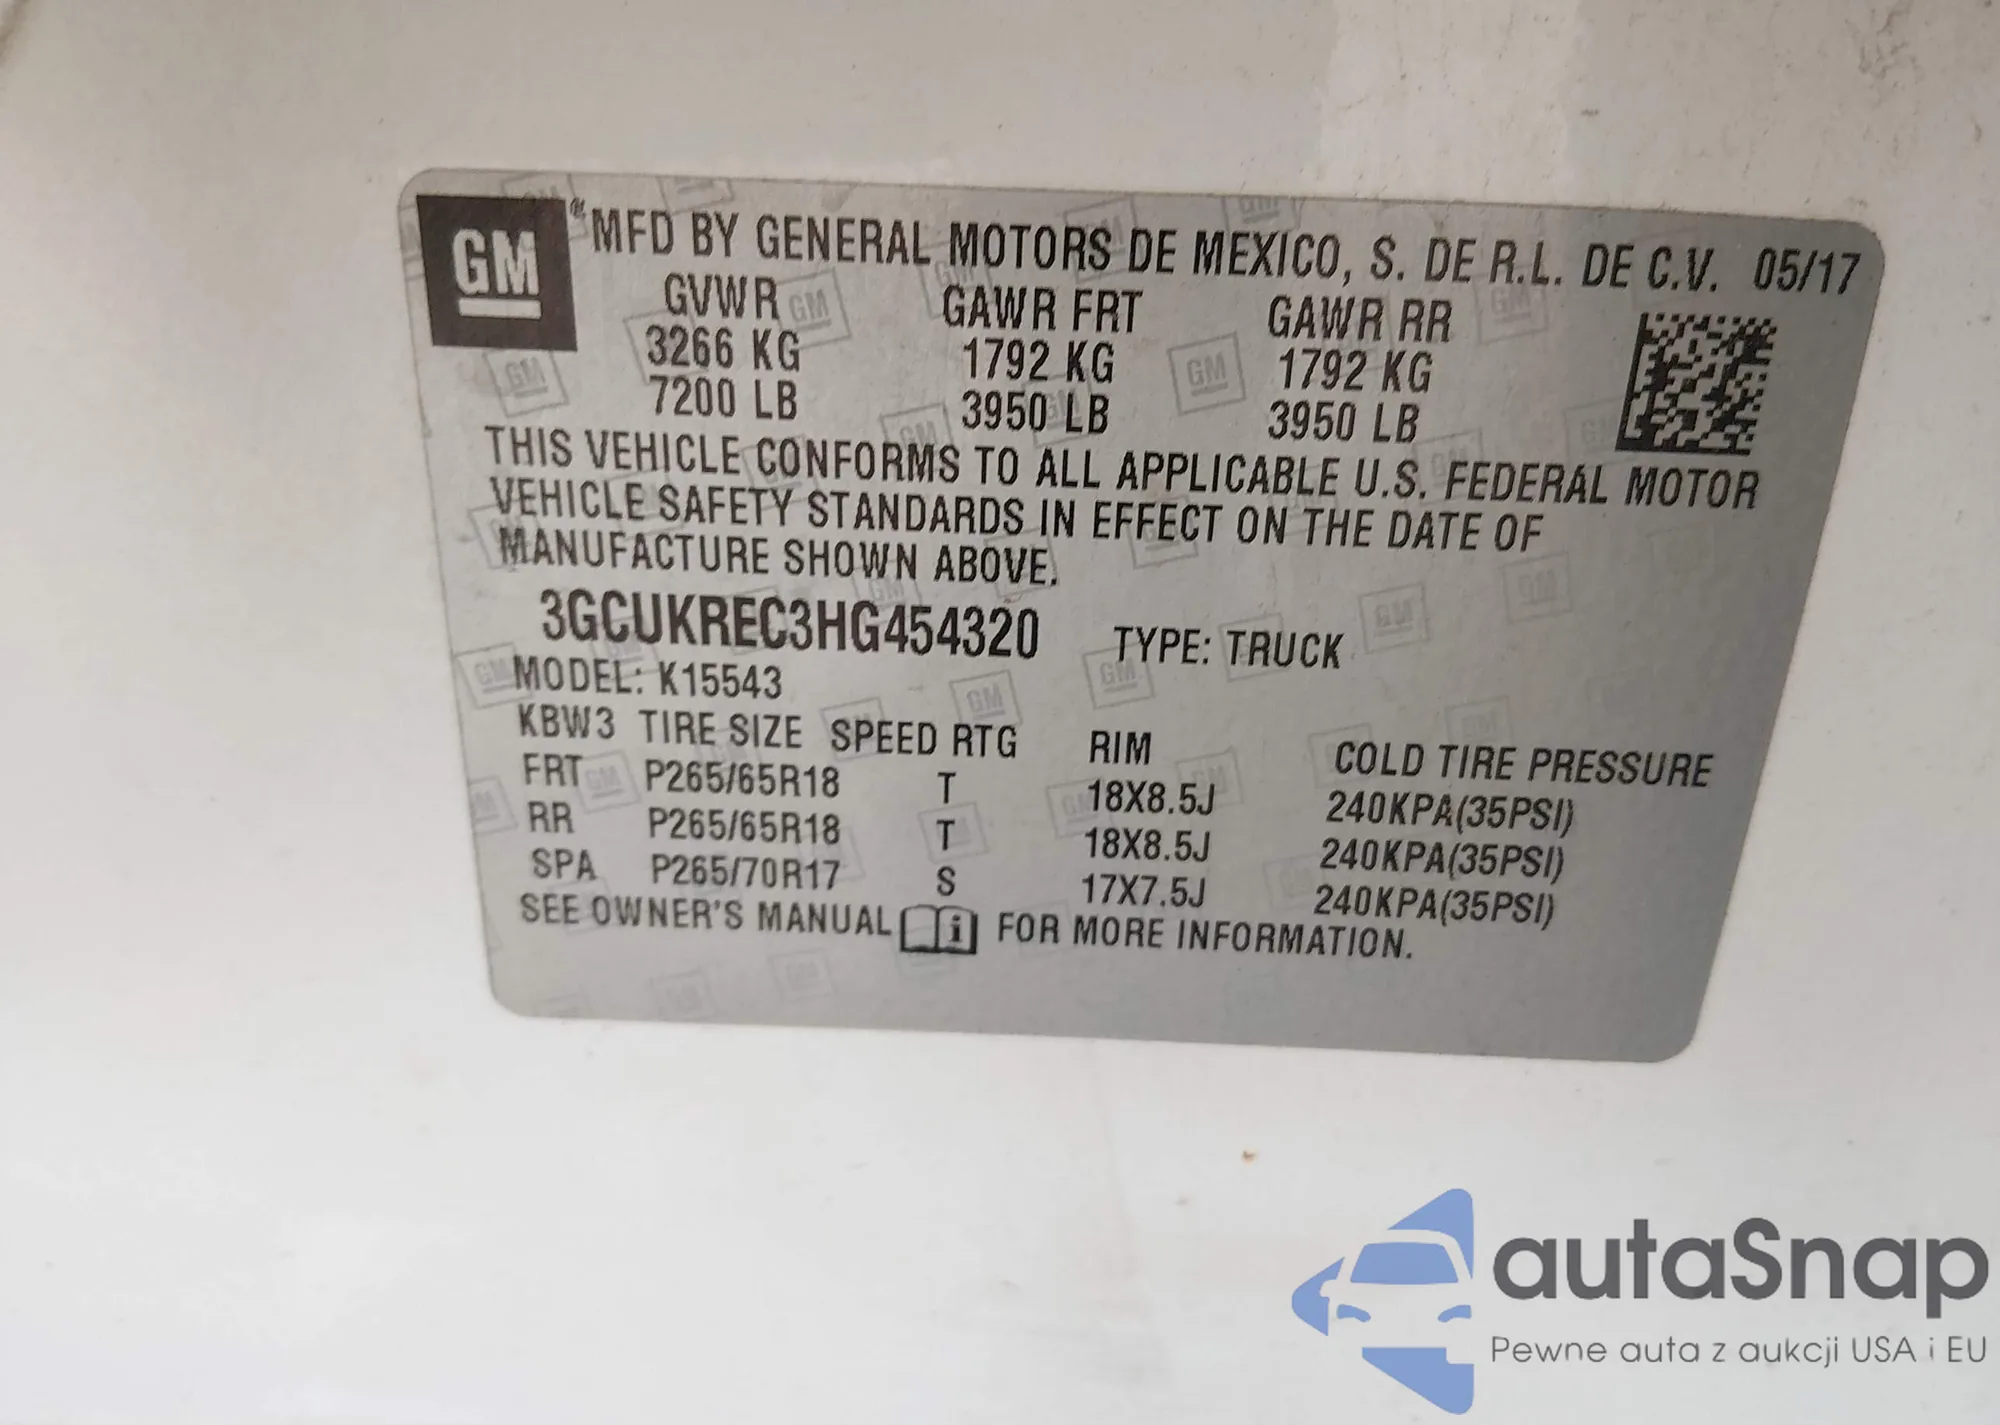 GM
®MFD BY GENERAL MOTORS DE MEXICO, S. DE R.L. DE C.V. 05/17
GVWR GAWR FRT GAWR RR
3266 KG 1792 KG 1792 KG
7200 LB 3950 LB 3950 LB
THIS VEHICLE CONFORMS TO ALL APPLICABLE U.S. FEDERAL MOTOR
VEHICLE SAFETY STANDARDS IN EFFECT ON THE DATE OF
MANUFACTURE SHOWN ABOVE.
3GCUKREC3HG454320 TYPE: TRUCK
MODEL: K15543
KBW3 TIRE SIZE SPEED RTG RIM COLD TIRE PRESSURE
FRT P265/65R18 T 18X8.5J 240KPA(35PSI)
RR P265/65R18 T 18X8.5J 240KPA(35PSI)
SPA P265/70R17 S 17X7.5J 240KPA(35PSI)
SEE OWNER'S MANUAL i FOR MORE INFORMATION.
autaSnap
Pewne auta z aukcji USA i EU